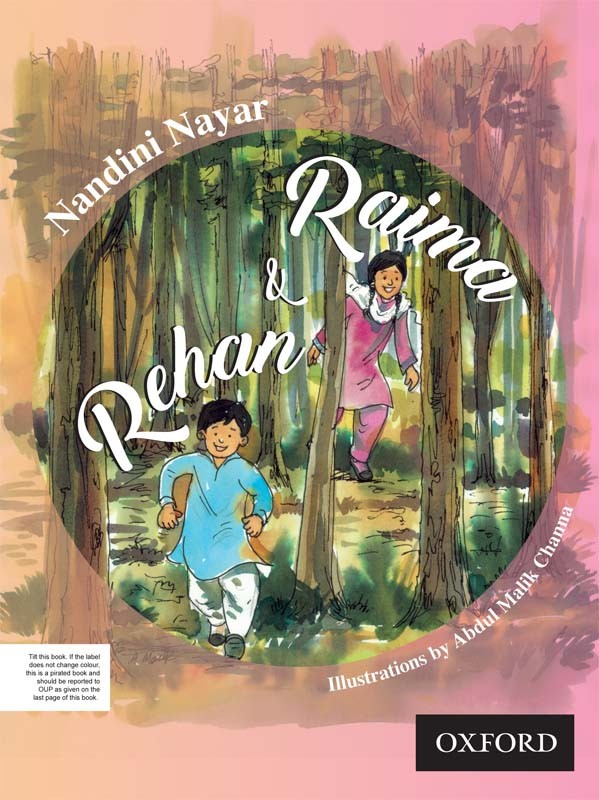 Nandini Nayar
Rehan
&
Raima
Illustrations by Abdul Malik Channa
Tilt this book. If the label
does not change colour,
this is a pirated book and
should be reported to
OUP as given on the
last page of this book.
OXFORD